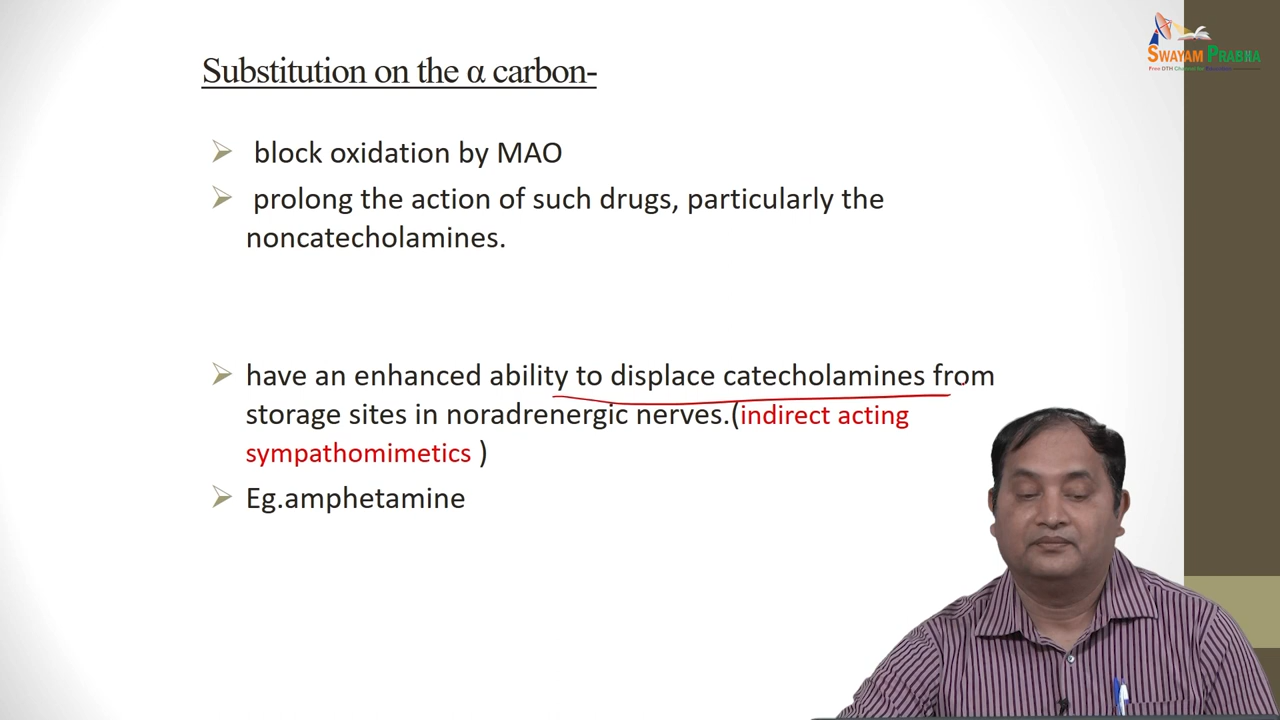 SWAYAM PRABHA
Substitution on the α carbon-
block oxidation by MAO
prolong the action of such drugs, particularly the
noncatecholamines.
have an enhanced ability to displace catecholamines from
storage sites in noradrenergic nerves.(indirect acting
sympathomimetics )
Eg.amphetamine